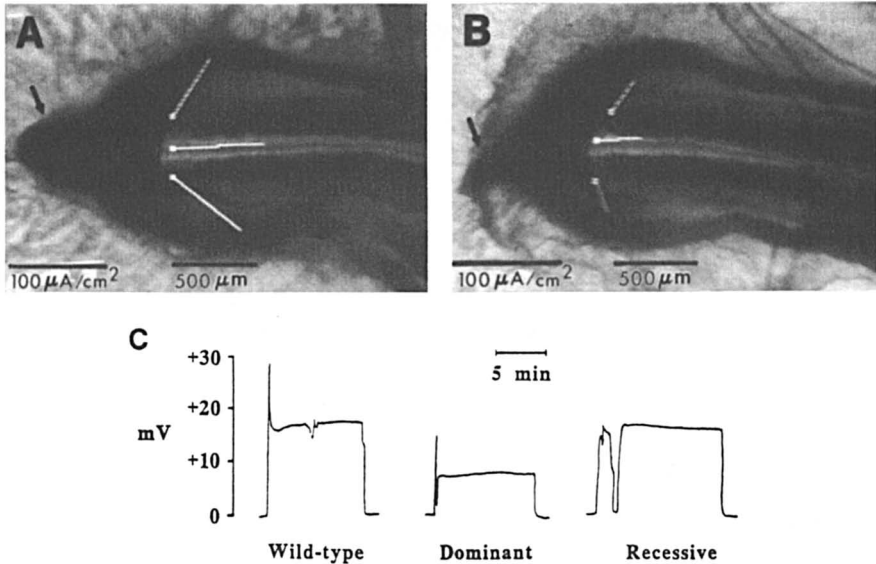 A
B
100 μA/cm2 500 μm
100 μA/cm2 500 μm
C
+30
5 min
+20
mV
+10
0
Wild-type Dominant Recessive